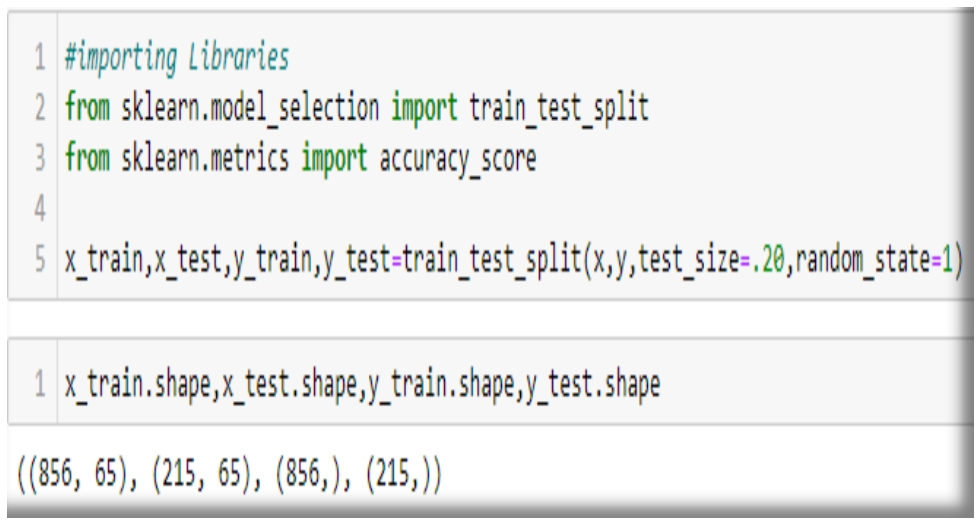 1 #importing Libraries
2 from sklearn.model_selection import train_test_split
3 from sklearn.metrics import accuracy_score
4
5 x_train,x_test,y_train,y_test=train_test_split(x,y,test_size=.20,random_state=1)
1 x_train.shape,x_test.shape,y_train.shape,y_test.shape
((856, 65), (215, 65), (856,), (215,))